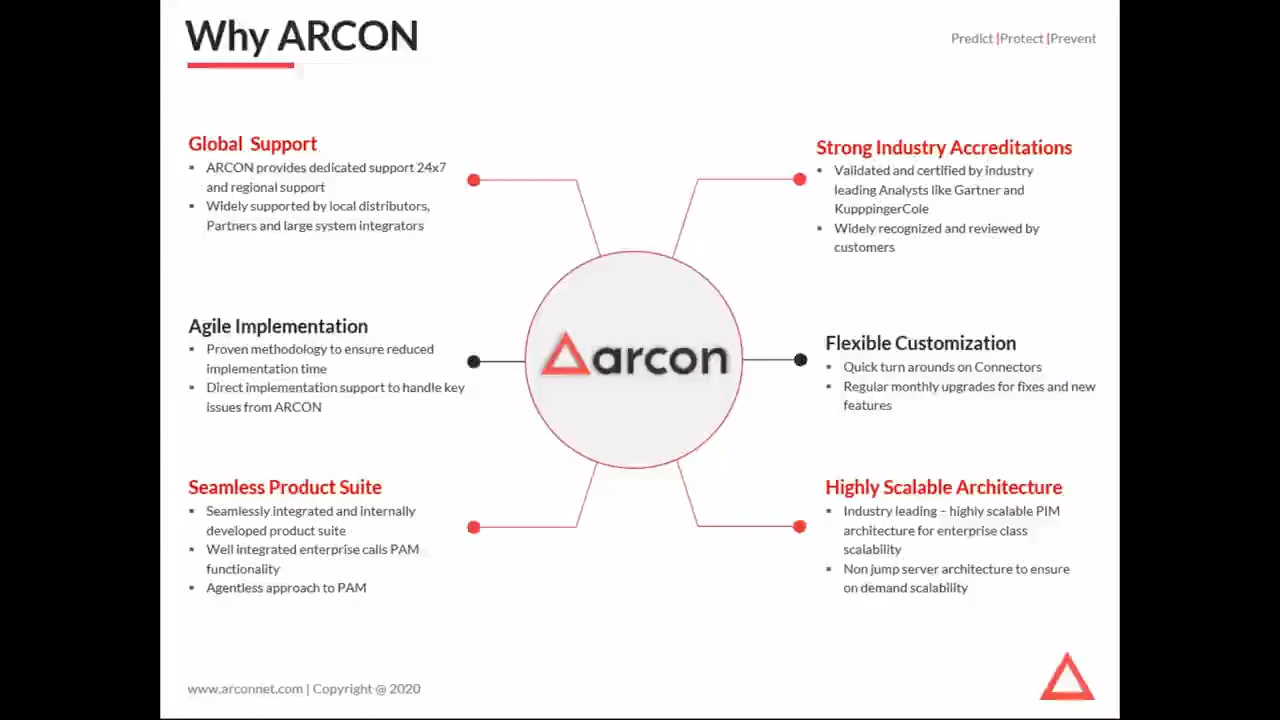 Why ARCON
Predict |Protect |Prevent
Global Support
▪ ARCON provides dedicated support 24x7
and regional support
▪ Widely supported by local distributors,
Partners and large system integrators
Agile Implementation
▪ Proven methodology to ensure reduced
implementation time
▪ Direct implementation support to handle key
issues from ARCON
Seamless Product Suite
▪ Seamlessly integrated and internally
developed product suite
▪ Well integrated enterprise calls PAM
functionality
▪ Agentless approach to PAM
arcon
Strong Industry Accreditations
▪ Validated and certified by industry
leading Analysts like Gartner and
KupppingerCole
▪ Widely recognized and reviewed by
customers
Flexible Customization
▪ Quick turn arounds on Connectors
▪ Regular monthly upgrades for fixes and new
features
Highly Scalable Architecture
▪ Industry leading – highly scalable PIM
architecture for enterprise class
scalability
▪ Non jump server architecture to ensure
on demand scalability
www.arconnet.com | Copyright @ 2020